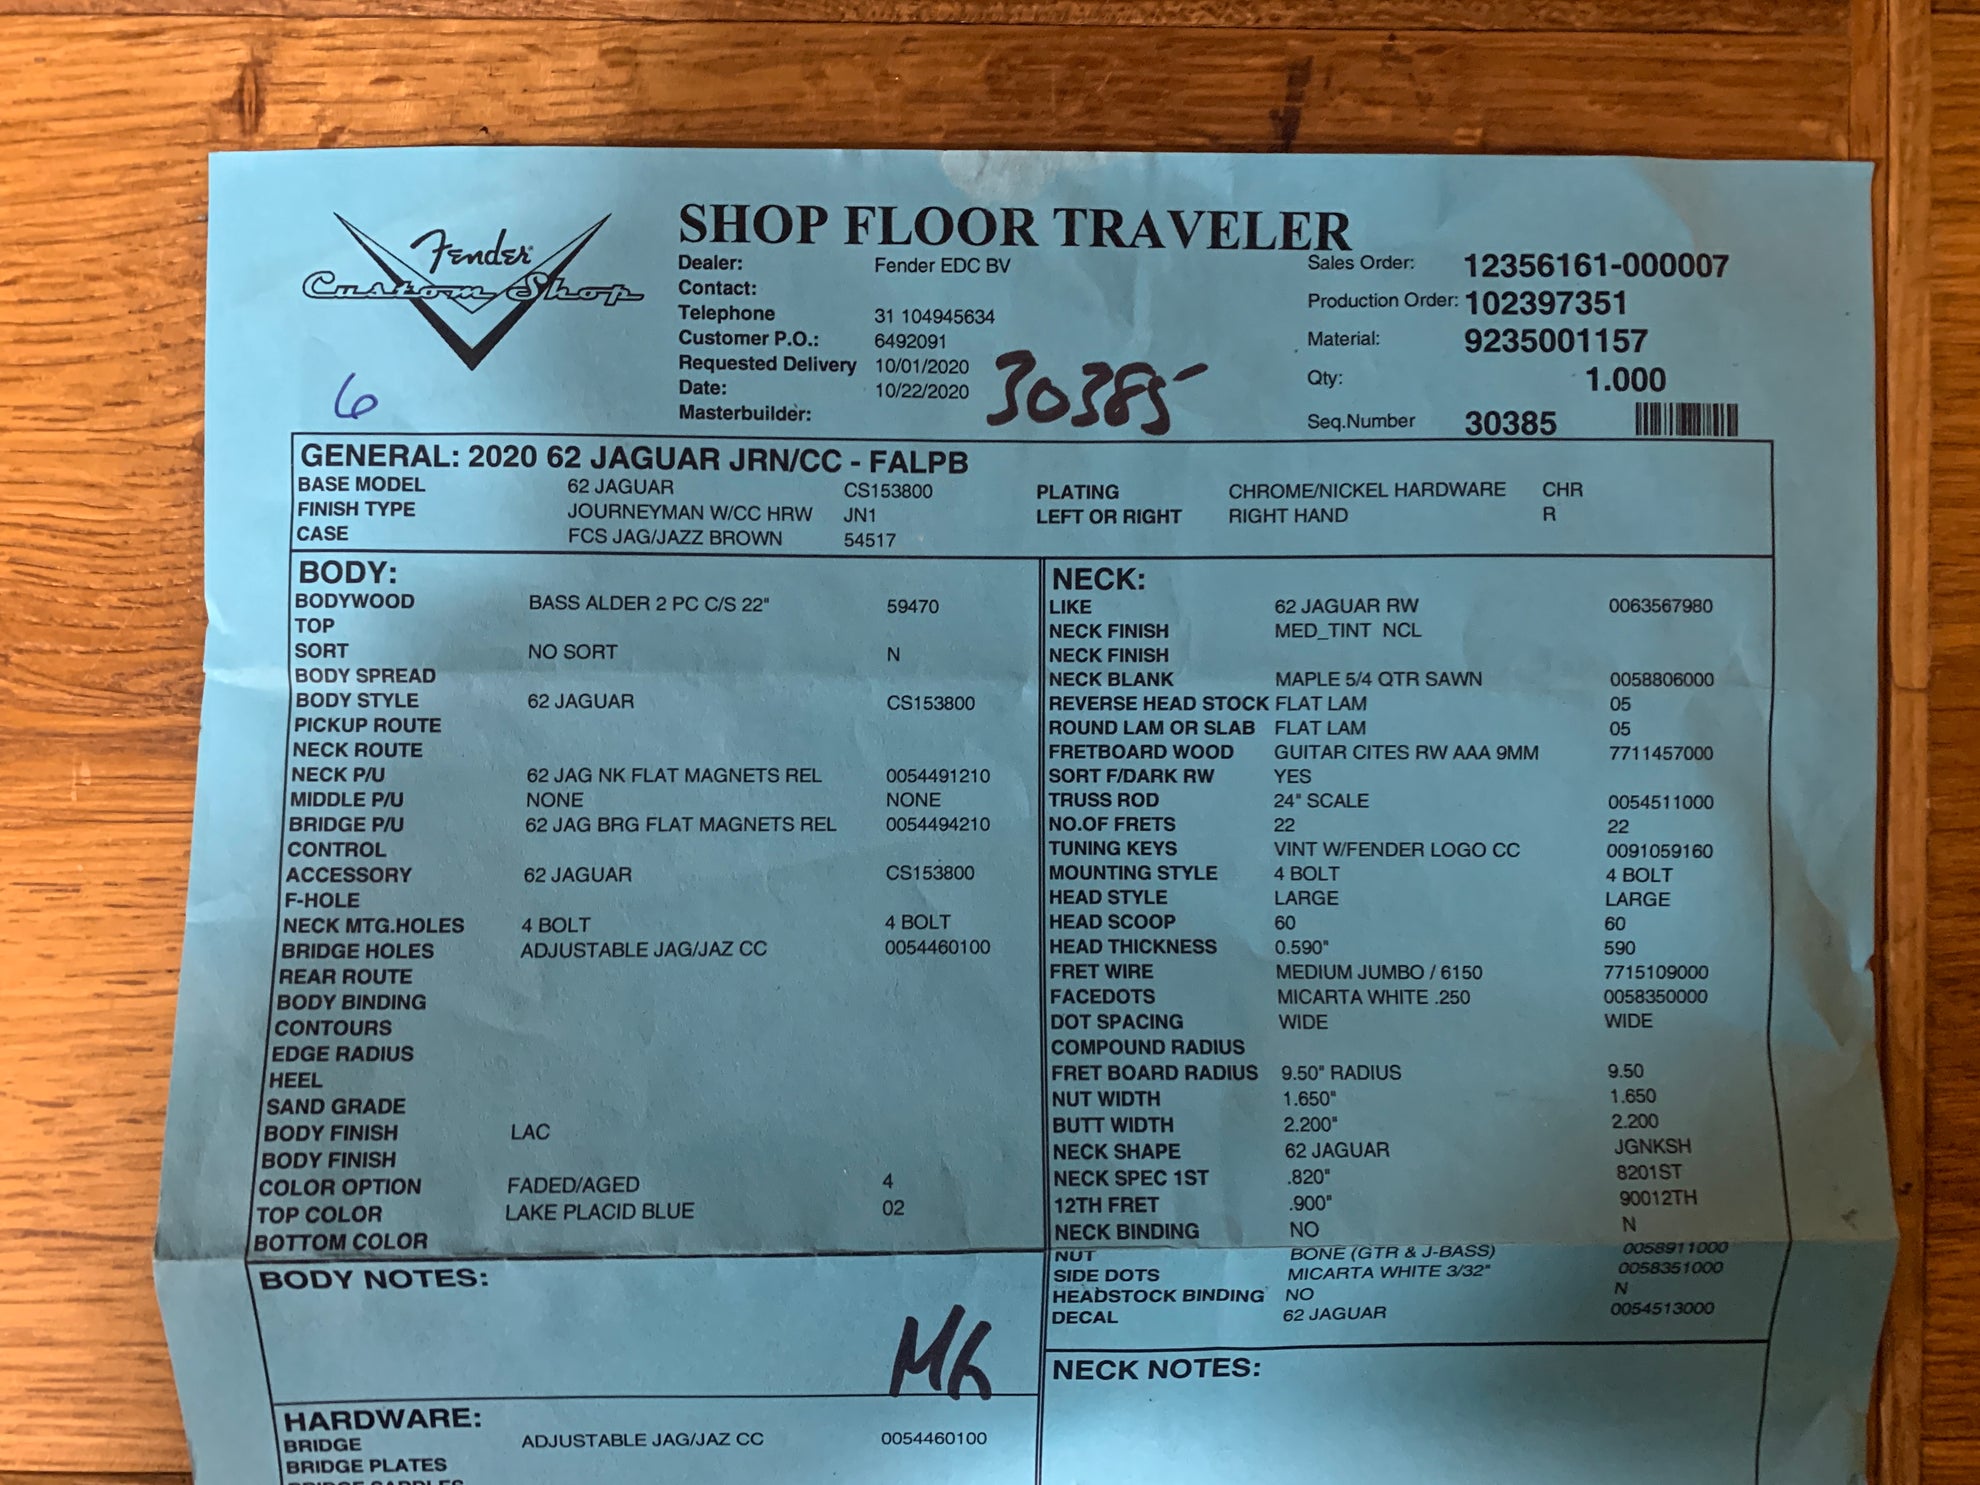 Fender
Custom Shop
SHOP FLOOR TRAVELER
Dealer: Fender EDC BV
Contact:
Telephone 31 104945634
Customer P.O.: 6492091
Requested Delivery 10/01/2020
Date: 10/22/2020
Masterbuilder:
30385
6
Sales Order: 12356161-000007
Production Order: 102397351
Material: 9235001157
Qty: 1.000
Seq.Number 30385
GENERAL: 2020 62 JAGUAR JRN/CC - FALPB
BASE MODEL 62 JAGUAR CS153800
FINISH TYPE JOURNEYMAN W/CC HRW JN1
CASE FCS JAG/JAZZ BROWN 54517
PLATING CHROME/NICKEL HARDWARE CHR
LEFT OR RIGHT RIGHT HAND R
BODY:
BODYWOOD BASS ALDER 2 PC C/S 22" 59470
TOP
SORT NO SORT N
BODY SPREAD
BODY STYLE 62 JAGUAR CS153800
PICKUP ROUTE
NECK ROUTE
NECK P/U 62 JAG NK FLAT MAGNETS REL 0054491210
MIDDLE P/U NONE NONE
BRIDGE P/U 62 JAG BRG FLAT MAGNETS REL 0054494210
CONTROL
ACCESSORY 62 JAGUAR CS153800
F-HOLE
NECK MTG.HOLES 4 BOLT 4 BOLT
BRIDGE HOLES ADJUSTABLE JAG/JAZ CC 0054460100
REAR ROUTE
BODY BINDING
CONTOURS
EDGE RADIUS
HEEL
SAND GRADE
BODY FINISH LAC
BODY FINISH
COLOR OPTION FADED/AGED 4
TOP COLOR LAKE PLACID BLUE 02
BOTTOM COLOR
BODY NOTES:
HARDWARE:
BRIDGE ADJUSTABLE JAG/JAZ CC 0054460100
BRIDGE PLATES
BRIDGE SADDLES
NECK:
LIKE 62 JAGUAR RW 0063567980
NECK FINISH MED_TINT NCL
NECK FINISH
NECK BLANK MAPLE 5/4 QTR SAWN 0058806000
REVERSE HEAD STOCK FLAT LAM 05
ROUND LAM OR SLAB FLAT LAM 05
FRETBOARD WOOD GUITAR CITES RW AAA 9MM 7711457000
SORT F/DARK RW YES
TRUSS ROD 24" SCALE 0054511000
NO.OF FRETS 22 22
TUNING KEYS VINT W/FENDER LOGO CC 0091059160
MOUNTING STYLE 4 BOLT 4 BOLT
HEAD STYLE LARGE LARGE
HEAD SCOOP 60 60
HEAD THICKNESS 0.590" 590
FRET WIRE MEDIUM JUMBO / 6150 7715109000
FACEDOTS MICARTA WHITE .250 0058350000
DOT SPACING WIDE WIDE
COMPOUND RADIUS
FRET BOARD RADIUS 9.50" RADIUS 9.50
NUT WIDTH 1.650" 1.650
BUTT WIDTH 2.200" 2.200
NECK SHAPE 62 JAGUAR JGNKSH
NECK SPEC 1ST .820" 8201ST
12TH FRET .900" 90012TH
NECK BINDING NO N
NUT BONE (GTR & J-BASS) 0058911000
SIDE DOTS MICARTA WHITE 3/32" 0058351000
HEADSTOCK BINDING NO N
DECAL 62 JAGUAR 0054513000
NECK NOTES: